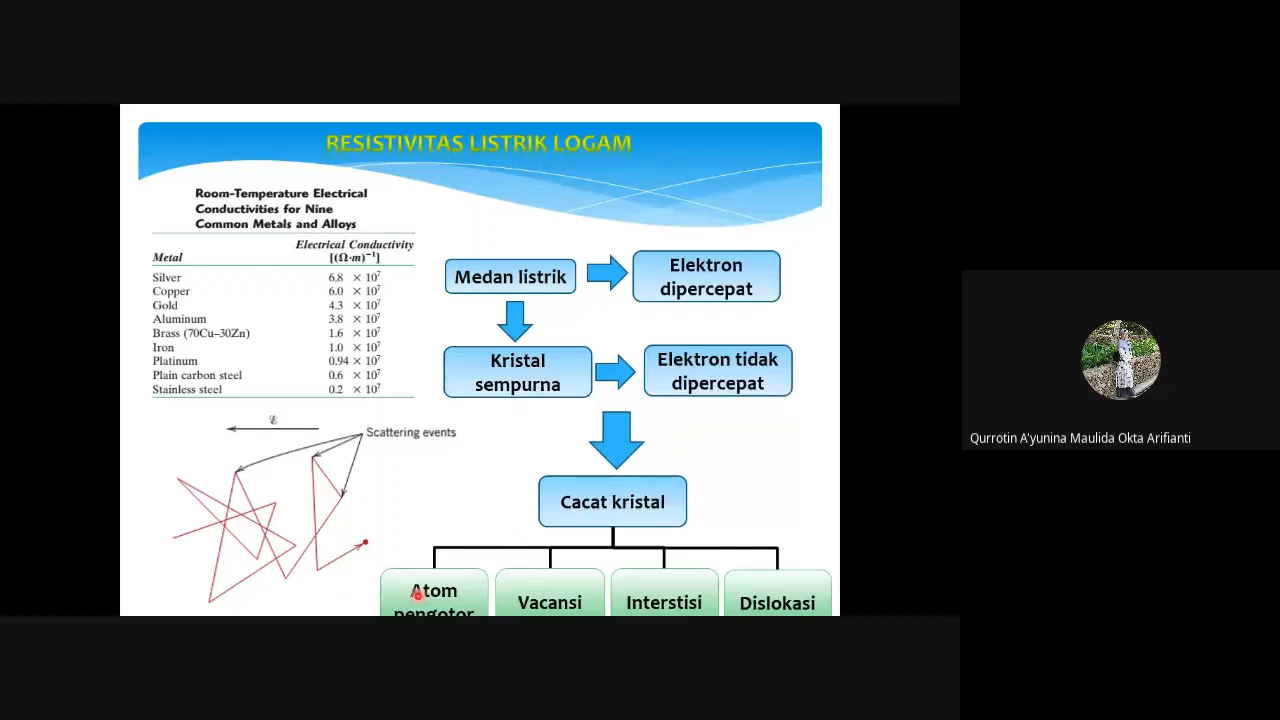 RESISTIVITAS LISTRIK LOGAM
Room-Temperature Electrical
Conductivities for Nine
Common Metals and Alloys
Electrical Conductivity
Metal [(Ω·m)⁻¹]
Silver 6.8 × 10⁷
Copper 6.0 × 10⁷
Gold 4.3 × 10⁷
Aluminum 3.8 × 10⁷
Brass (70Cu–30Zn) 1.6 × 10⁷
Iron 1.0 × 10⁷
Platinum 0.94 × 10⁷
Plain carbon steel 0.6 × 10⁷
Stainless steel 0.2 × 10⁷
ℰ
Scattering events
Medan listrik
Elektron
dipercepat
Kristal
sempurna
Elektron tidak
dipercepat
Cacat kristal
Atom
pengotor
Vacansi
Interstisi
Dislokasi
Qurrotin A'yunina Maulida Okta Arifianti